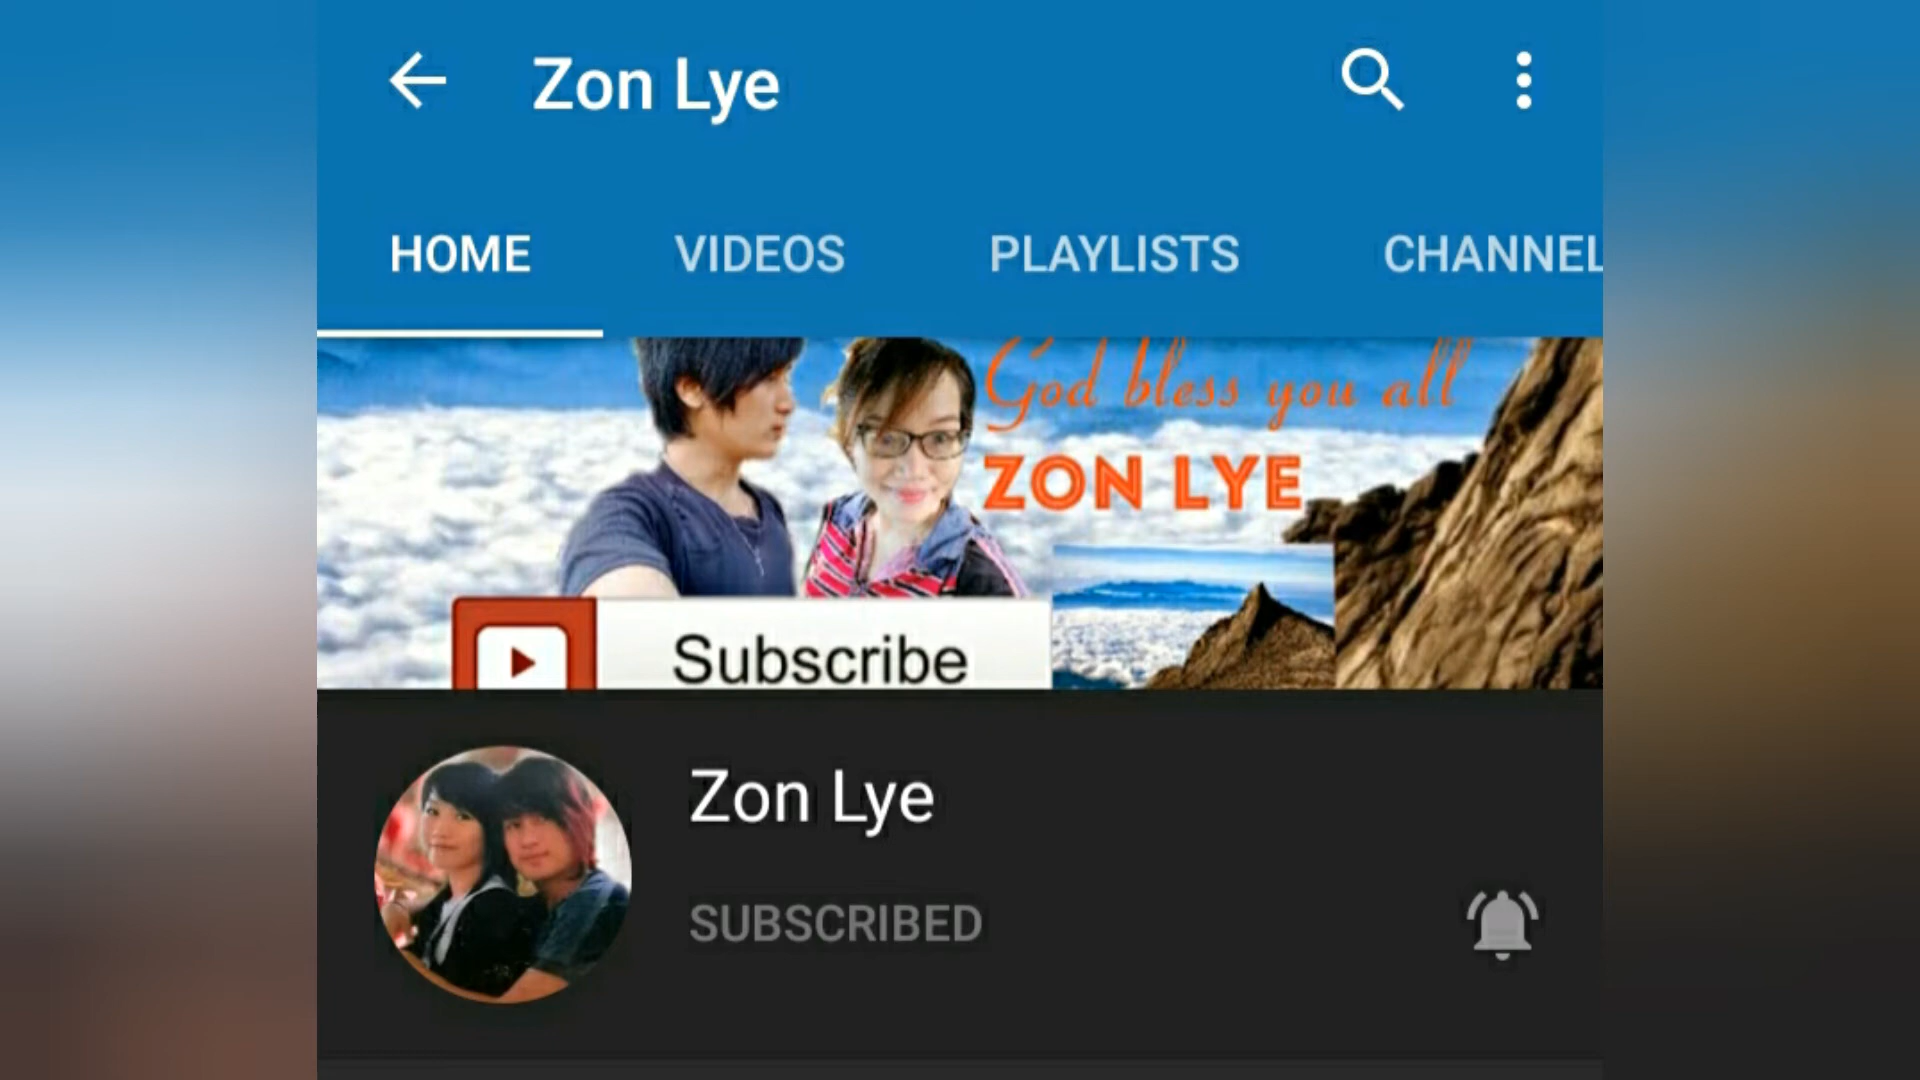 Zon Lye
HOME VIDEOS PLAYLISTS CHANNEL
God bless you all
ZON LYE
Subscribe
Zon Lye
SUBSCRIBED